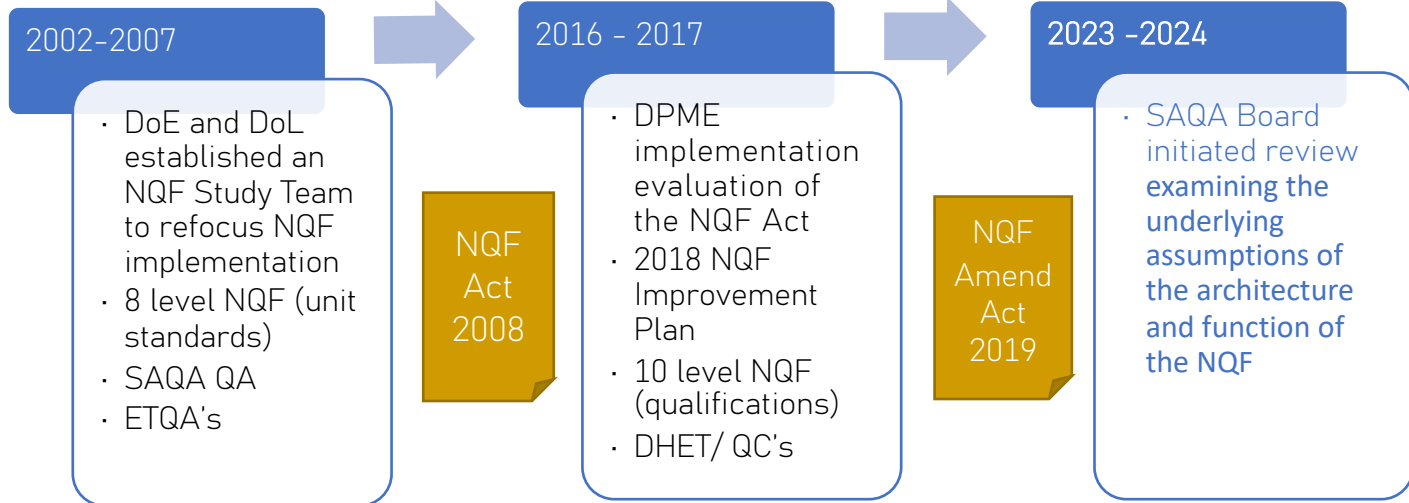 2002-2007
· DoE and DoL
established an
NQF Study Team
to refocus NQF
implementation
· 8 level NQF (unit
standards)
· SAQA QA
· ETQA's
NQF
Act
2008
2016 - 2017
· DPME
implementation
evaluation of
the NQF Act
· 2018 NQF
Improvement
Plan
· 10 level NQF
(qualifications)
· DHET/ QC's
NQF
Amend
Act
2019
2023 -2024
· SAQA Board
initiated review
examining the
underlying
assumptions of
the architecture
and function of
the NQF